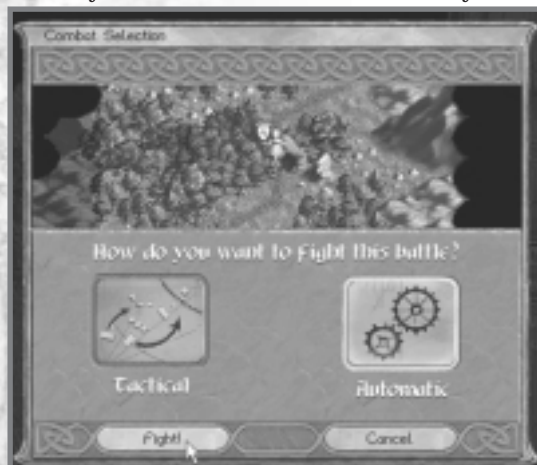 Combat Selection
How do you want to fight this battle?
Tactical
Automatic
Fight!
Cancel